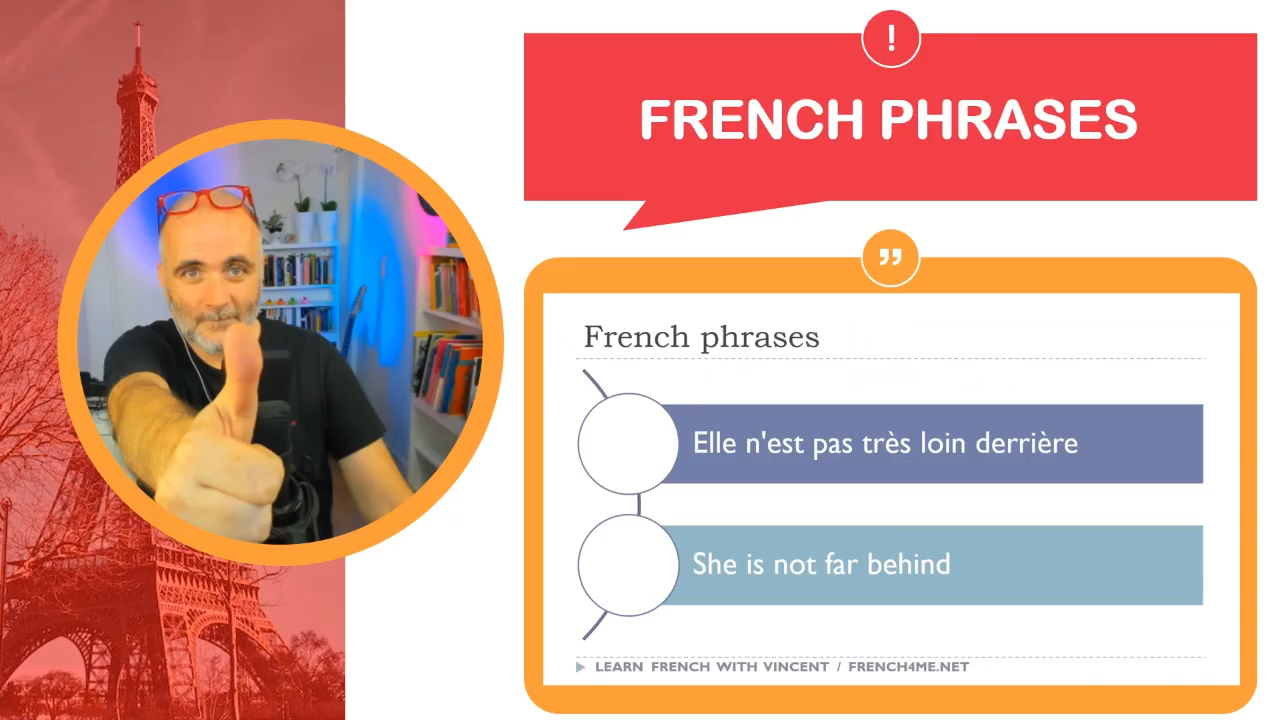 !
FRENCH PHRASES
”
French phrases
Elle n'est pas très loin derrière
She is not far behind
LEARN FRENCH WITH VINCENT / FRENCH4ME.NET